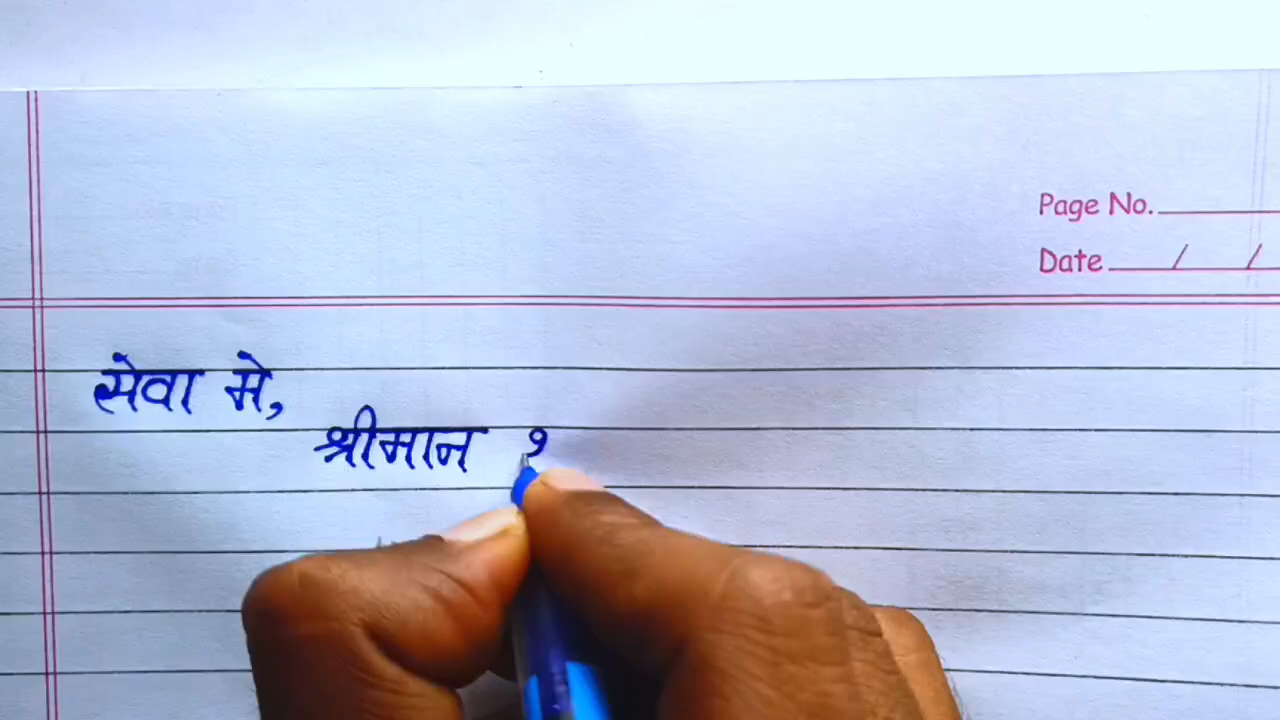 Page No.
Date / /
सेवा मे,
श्रीमान